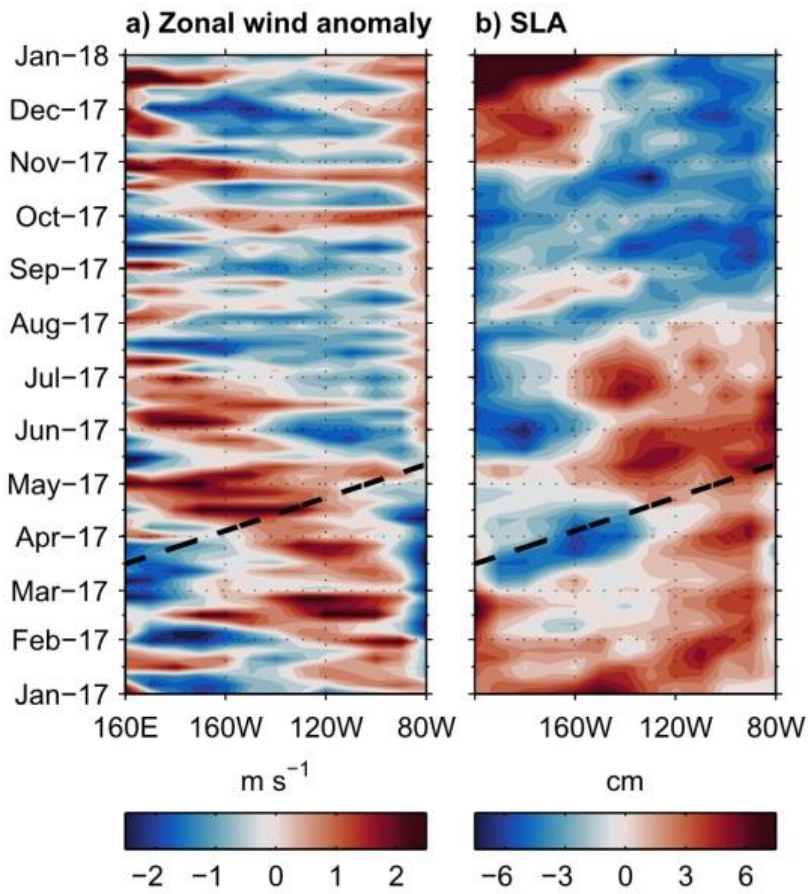 a) Zonal wind anomaly b) SLA
Jan−18
Dec−17
Nov−17
Oct−17
Sep−17
Aug−17
Jul−17
Jun−17
May−17
Apr−17
Mar−17
Feb−17
Jan−17
160E 160W 120W 80W 160W 120W 80W
m s⁻¹ cm
−2 −1 0 1 2 −6 −3 0 3 6